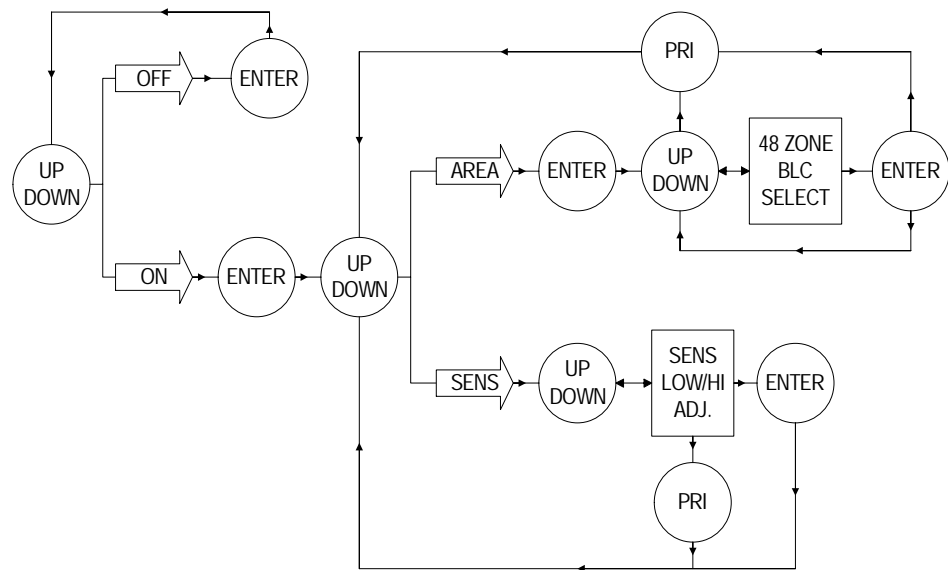 OFF
ENTER
UP
DOWN
ON
ENTER
UP
DOWN
PRI
AREA
ENTER
UP
DOWN
48 ZONE
BLC
SELECT
ENTER
SENS
UP
DOWN
SENS
LOW/HI
ADJ.
ENTER
PRI